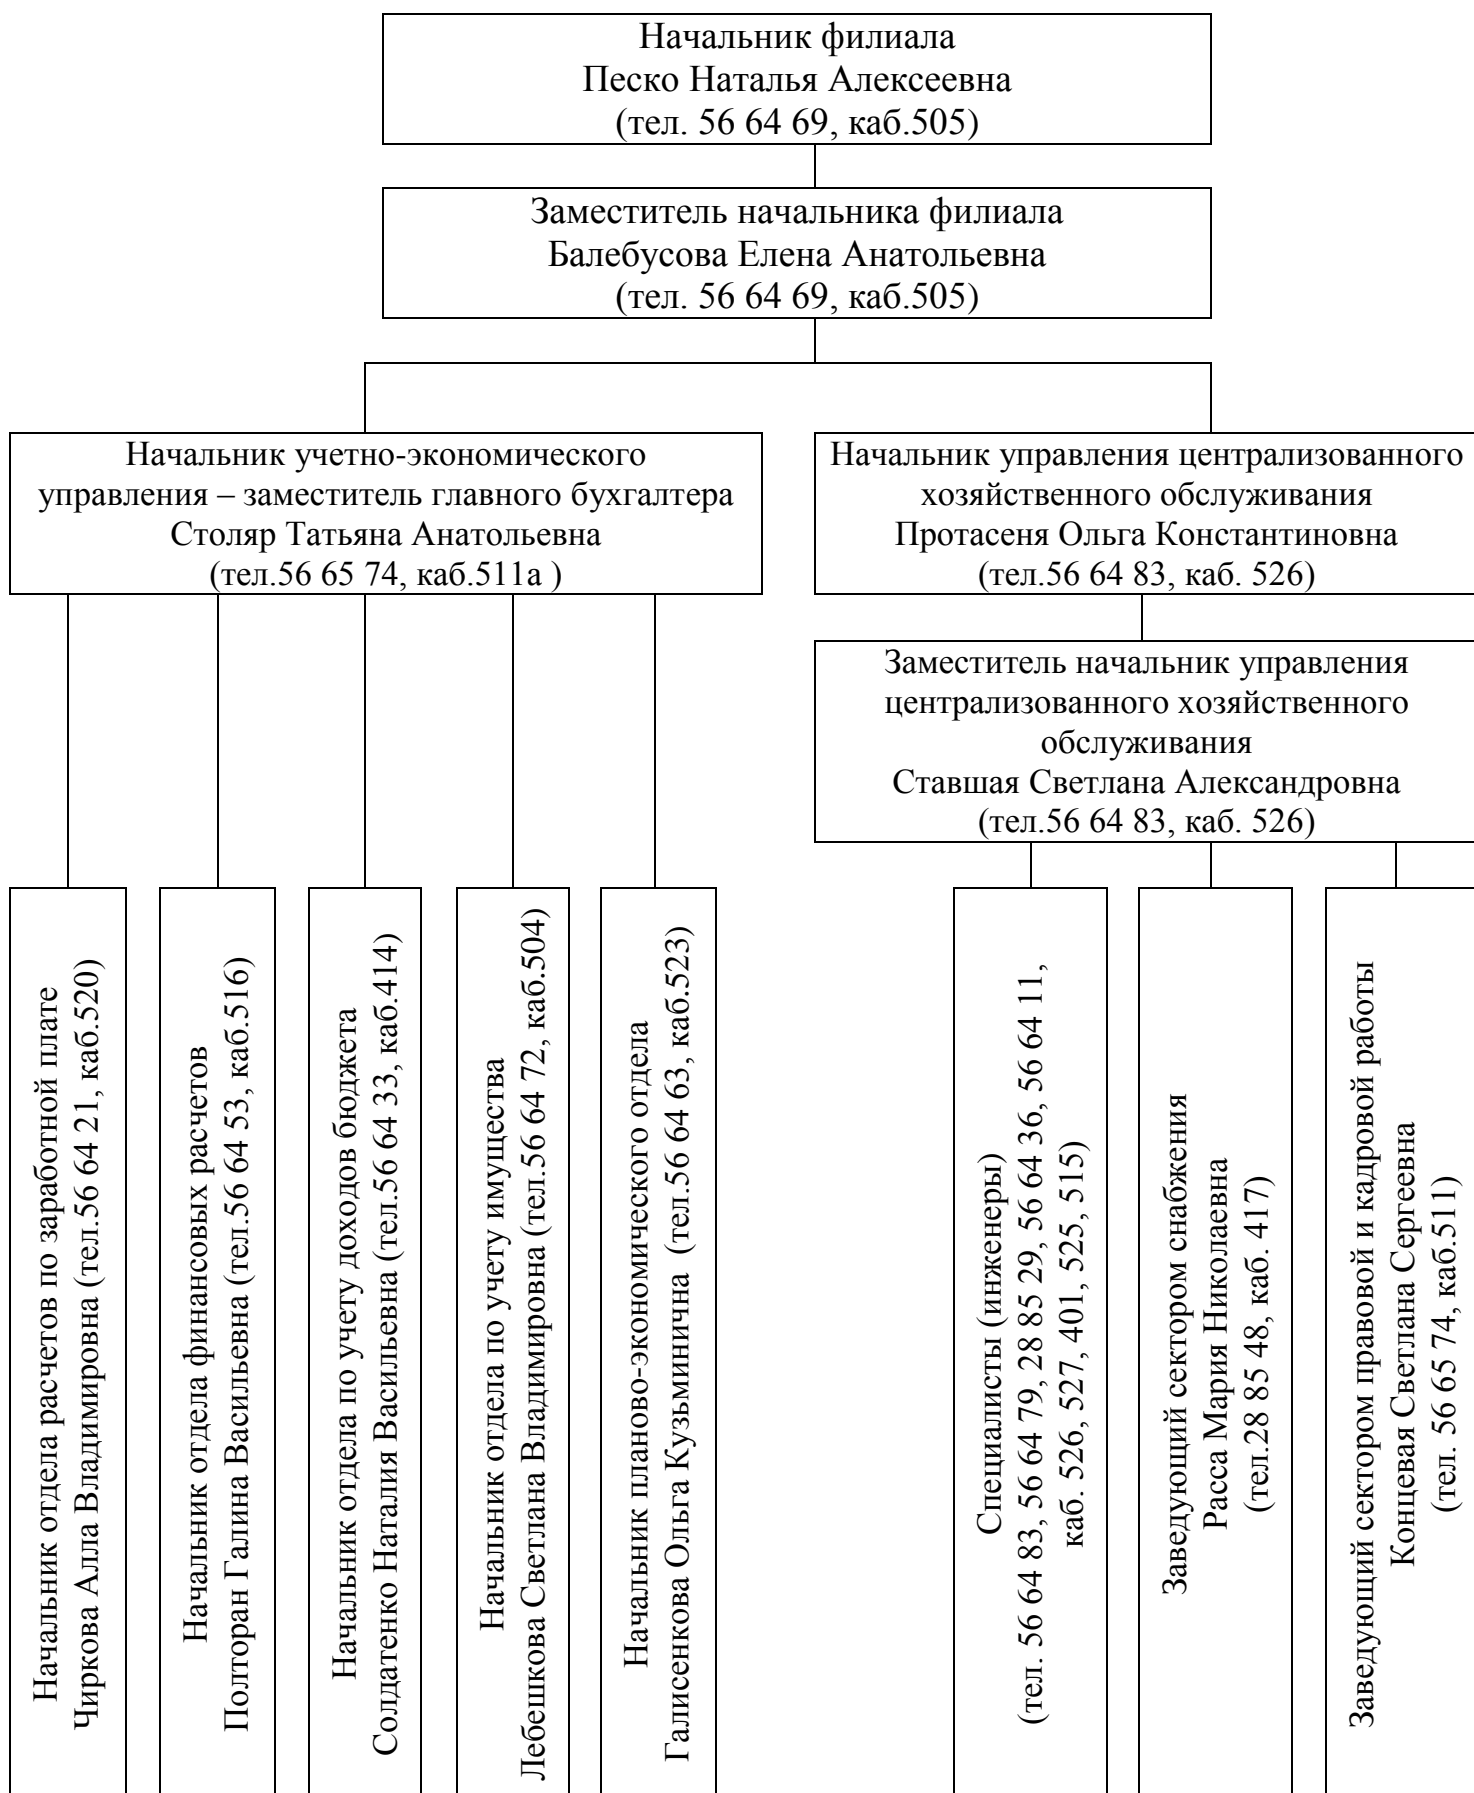 Начальник филиала
Песко Наталья Алексеевна
(тел. 56 64 69, каб.505)
Заместитель начальника филиала
Балебусова Елена Анатольевна
(тел. 56 64 69, каб.505)
Начальник учетно-экономического
управления – заместитель главного бухгалтера
Столяр Татьяна Анатольевна
(тел.56 65 74, каб.511а )
Начальник управления централизованного
хозяйственного обслуживания
Протасеня Ольга Константиновна
(тел.56 64 83, каб. 526)
Заместитель начальник управления
централизованного хозяйственного
обслуживания
Ставшая Светлана Александровна
(тел.56 64 83, каб. 526)
Начальник отдела расчетов по заработной плате
Чиркова Алла Владимировна (тел.56 64 21, каб.520)
Начальник отдела финансовых расчетов
Полторан Галина Васильевна (тел.56 64 53, каб.516)
Начальник отдела по учету доходов бюджета
Солдатенко Наталия Васильевна (тел.56 64 33, каб.414)
Начальник отдела по учету имущества
Лебешкова Светлана Владимировна (тел.56 64 72, каб.504)
Начальник планово-экономического отдела
Галисенкова Ольга Кузьминична (тел.56 64 63, каб.523)
Специалисты (инженеры)
(тел. 56 64 83, 56 64 79, 28 85 29, 56 64 36, 56 64 11,
каб. 526, 527, 401, 525, 515)
Заведующий сектором снабжения
Расса Мария Николаевна
(тел.28 85 48, каб. 417)
Заведующий сектором правовой и кадровой работы
Концевая Светлана Сергеевна
(тел. 56 65 74, каб.511)